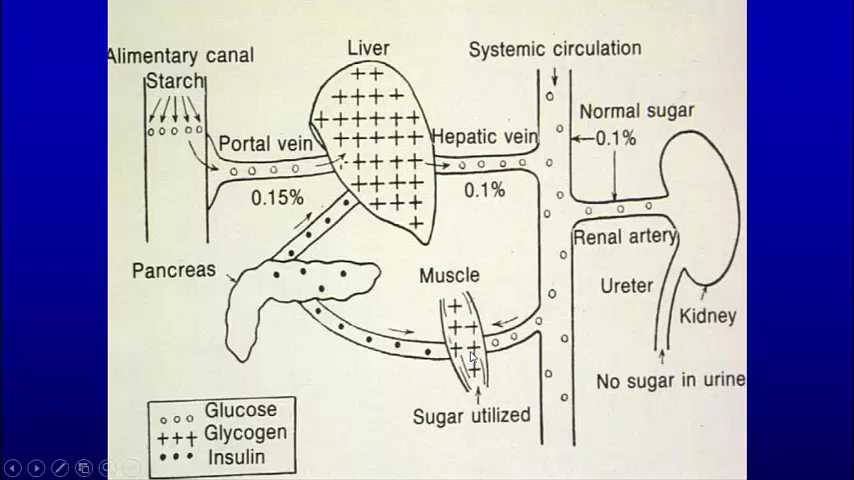 Alimentary canal
Starch
Liver
Systemic circulation
Portal vein
0.15%
Hepatic vein
0.1%
Normal sugar
0.1%
Renal artery
Pancreas
Muscle
Ureter
Kidney
No sugar in urine
Sugar utilized
Glucose
Glycogen
Insulin